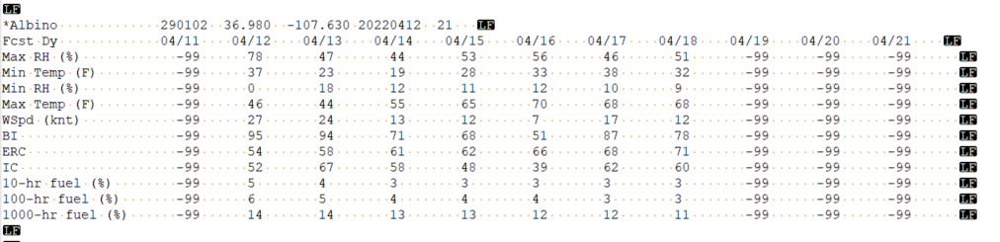 LF
*Albino 290102 36.980 -107.630 20220412 21 LF
Fcst Dy 04/11 04/12 04/13 04/14 04/15 04/16 04/17 04/18 04/19 04/20 04/21 LF
Max RH (%) -99 78 47 44 53 56 46 51 -99 -99 -99 LF
Min Temp (F) -99 37 23 19 28 33 38 32 -99 -99 -99 LF
Min RH (%) -99 0 18 12 11 12 10 9 -99 -99 -99 LF
Max Temp (F) -99 46 44 55 65 70 68 68 -99 -99 -99 LF
WSpd (knt) -99 27 24 13 12 7 17 12 -99 -99 -99 LF
BI -99 95 94 71 68 51 87 78 -99 -99 -99 LF
ERC -99 54 58 61 62 66 68 71 -99 -99 -99 LF
IC -99 52 67 58 48 39 62 60 -99 -99 -99 LF
10-hr fuel (%) -99 5 4 3 3 3 3 3 -99 -99 -99 LF
100-hr fuel (%) -99 6 5 4 4 4 3 3 -99 -99 -99 LF
1000-hr fuel (%) -99 14 14 13 13 12 12 11 -99 -99 -99 LF
LF